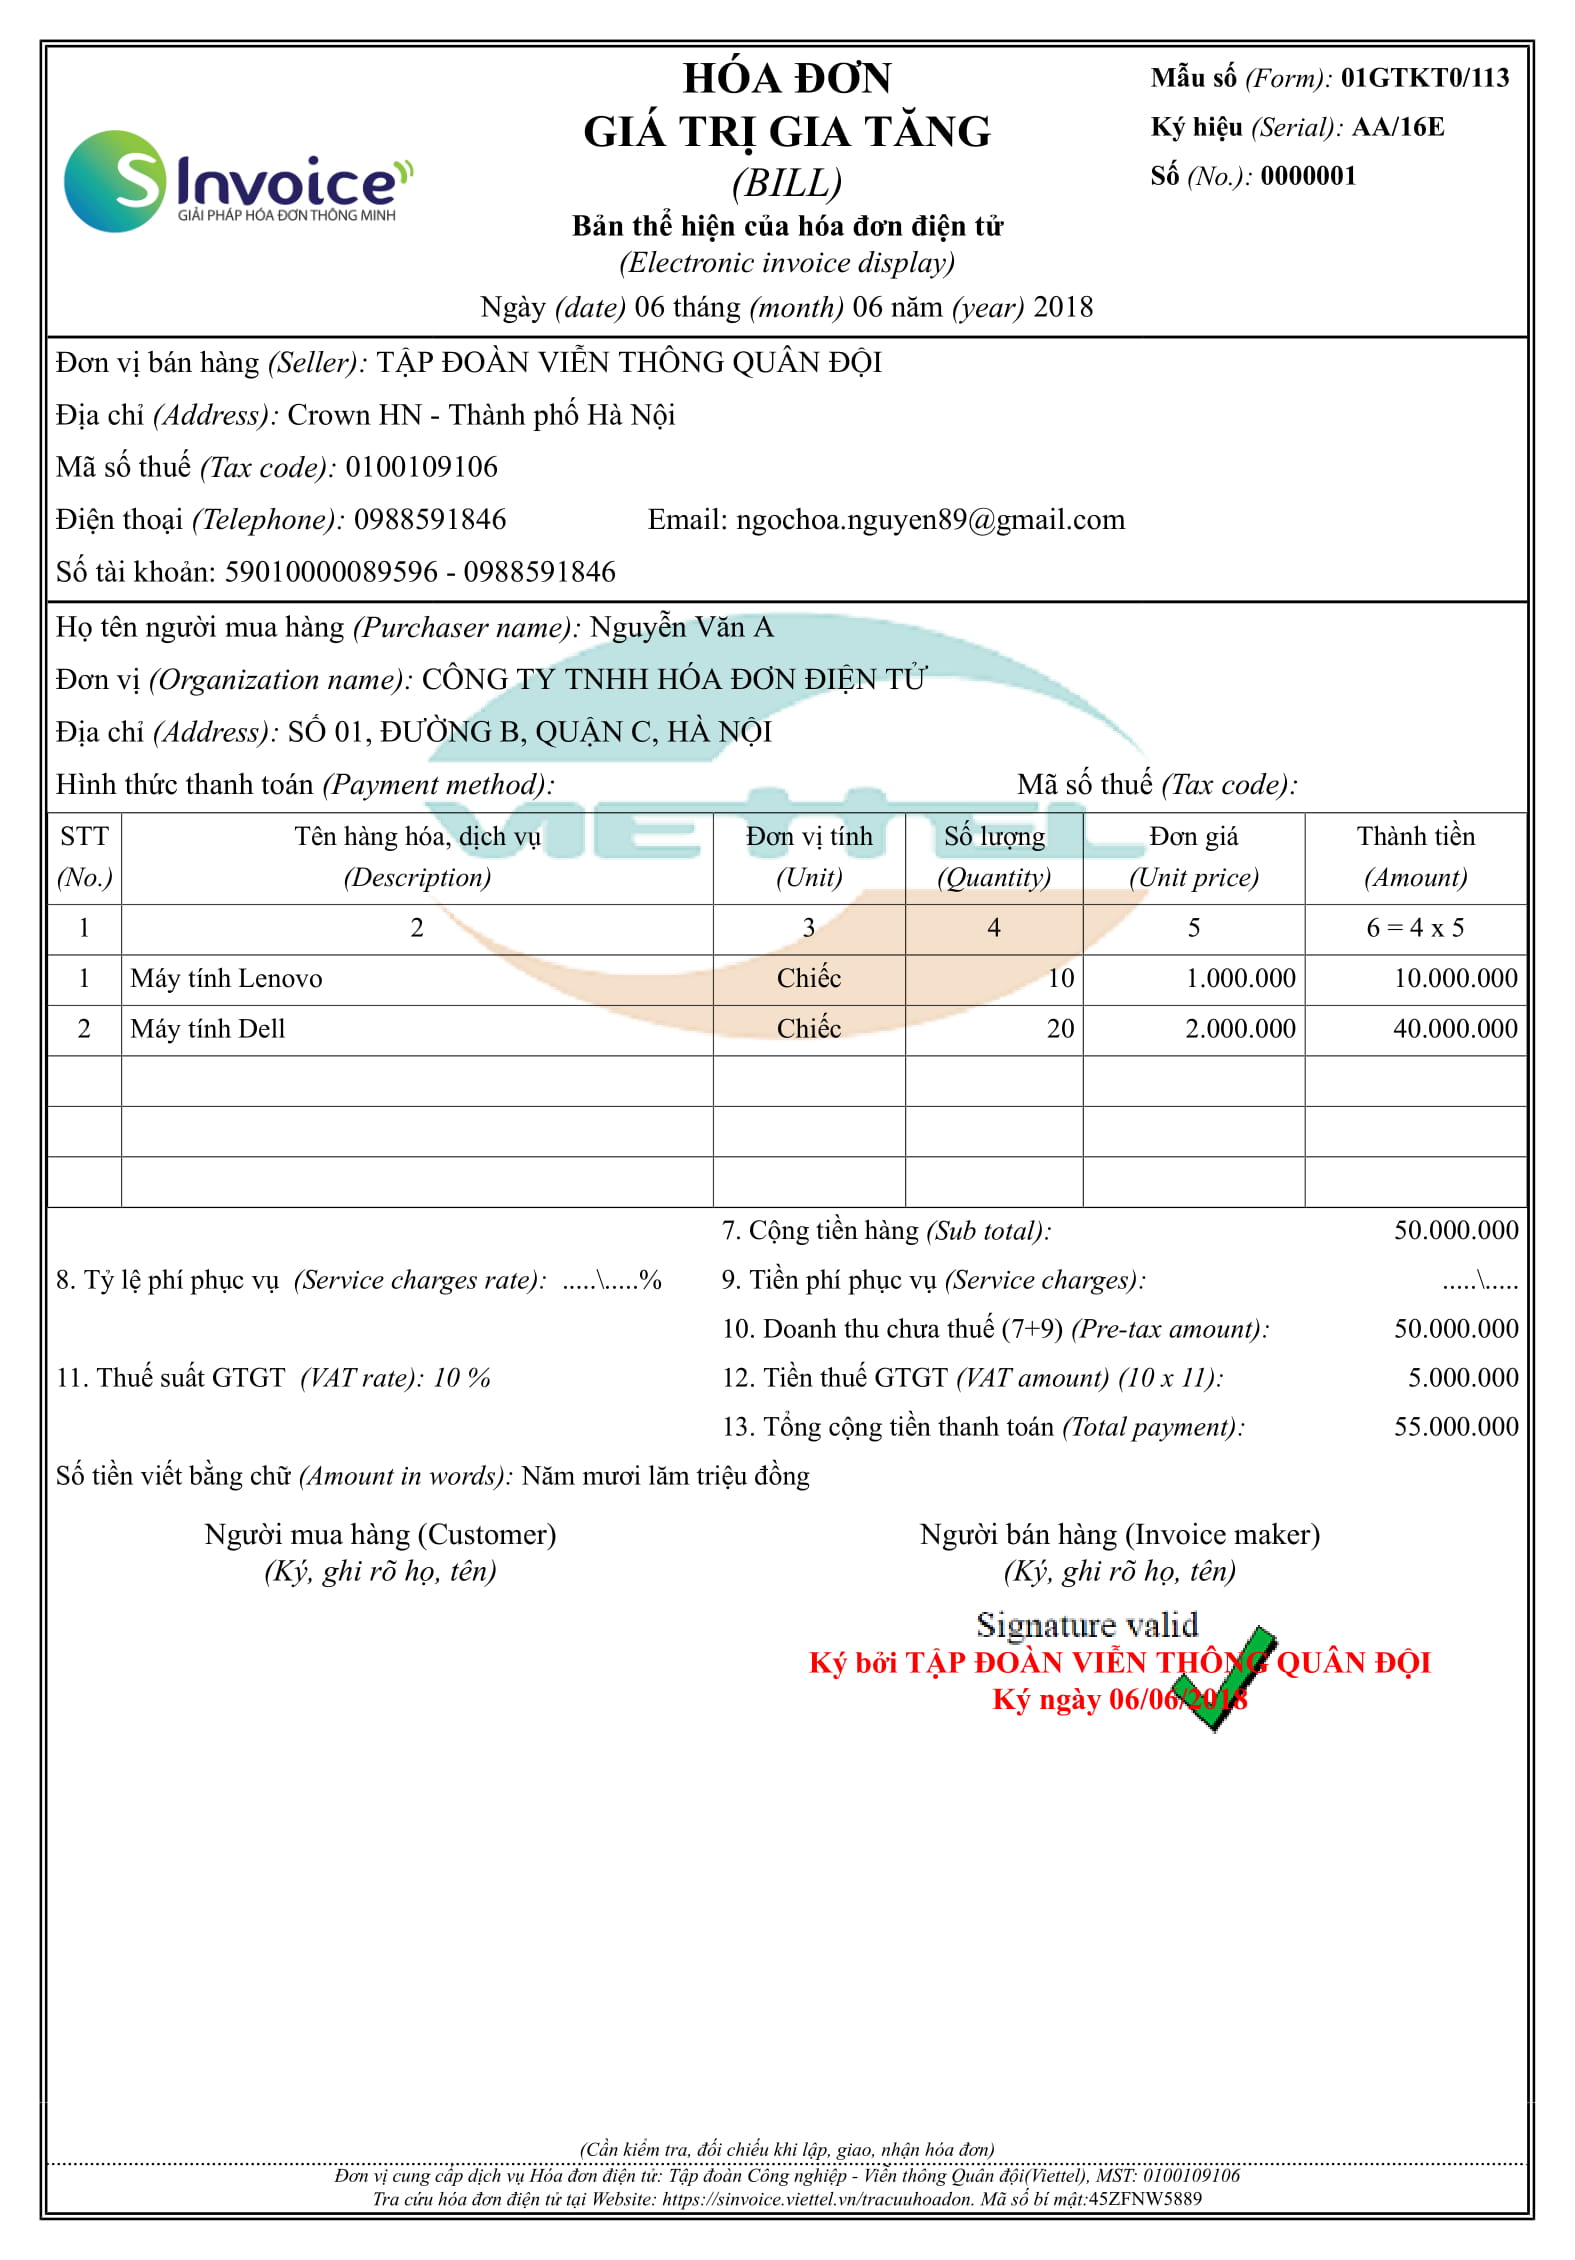 HÓA ĐƠN
GIÁ TRỊ GIA TĂNG
(BILL)
Bản thể hiện của hóa đơn điện tử
(Electronic invoice display)
Ngày (date) 06 tháng (month) 06 năm (year) 2018
Mẫu số (Form): 01GTKT0/113
Ký hiệu (Serial): AA/16E
Số (No.): 0000001
S Invoice
GIẢI PHÁP HÓA ĐƠN THÔNG MINH
Đơn vị bán hàng (Seller): TẬP ĐOÀN VIỄN THÔNG QUÂN ĐỘI
Địa chỉ (Address): Crown HN - Thành phố Hà Nội
Mã số thuế (Tax code): 0100109106
Điện thoại (Telephone): 0988591846 Email: ngochoa.nguyen89@gmail.com
Số tài khoản: 59010000089596 - 0988591846
Họ tên người mua hàng (Purchaser name): Nguyễn Văn A
Đơn vị (Organization name): CÔNG TY TNHH HÓA ĐƠN ĐIỆN TỬ
Địa chỉ (Address): SỐ 01, ĐƯỜNG B, QUẬN C, HÀ NỘI
Hình thức thanh toán (Payment method): Mã số thuế (Tax code):
VIETTEL
STT Tên hàng hóa, dịch vụ Đơn vị tính Số lượng Đơn giá Thành tiền
(No.) (Description) (Unit) (Quantity) (Unit price) (Amount)
1 2 3 4 5 6 = 4 x 5
1 Máy tính Lenovo Chiếc 10 1.000.000 10.000.000
2 Máy tính Dell Chiếc 20 2.000.000 40.000.000
7. Cộng tiền hàng (Sub total): 50.000.000
8. Tỷ lệ phí phục vụ (Service charges rate): .....\.....% 9. Tiền phí phục vụ (Service charges): .....\.....
10. Doanh thu chưa thuế (7+9) (Pre-tax amount): 50.000.000
11. Thuế suất GTGT (VAT rate): 10 % 12. Tiền thuế GTGT (VAT amount) (10 x 11): 5.000.000
13. Tổng cộng tiền thanh toán (Total payment): 55.000.000
Số tiền viết bằng chữ (Amount in words): Năm mươi lăm triệu đồng
Người mua hàng (Customer) Người bán hàng (Invoice maker)
(Ký, ghi rõ họ, tên) (Ký, ghi rõ họ, tên)
Signature valid
Ký bởi TẬP ĐOÀN VIỄN THÔNG QUÂN ĐỘI
Ký ngày 06/06/2018
(Cần kiểm tra, đối chiếu khi lập, giao, nhận hóa đơn)
Đơn vị cung cấp dịch vụ Hóa đơn điện tử: Tập đoàn Công nghiệp - Viễn thông Quân đội(Viettel), MST: 0100109106
Tra cứu hóa đơn điện tử tại Website: https://sinvoice.viettel.vn/tracuuhoadon. Mã số bí mật:45ZFNW5889